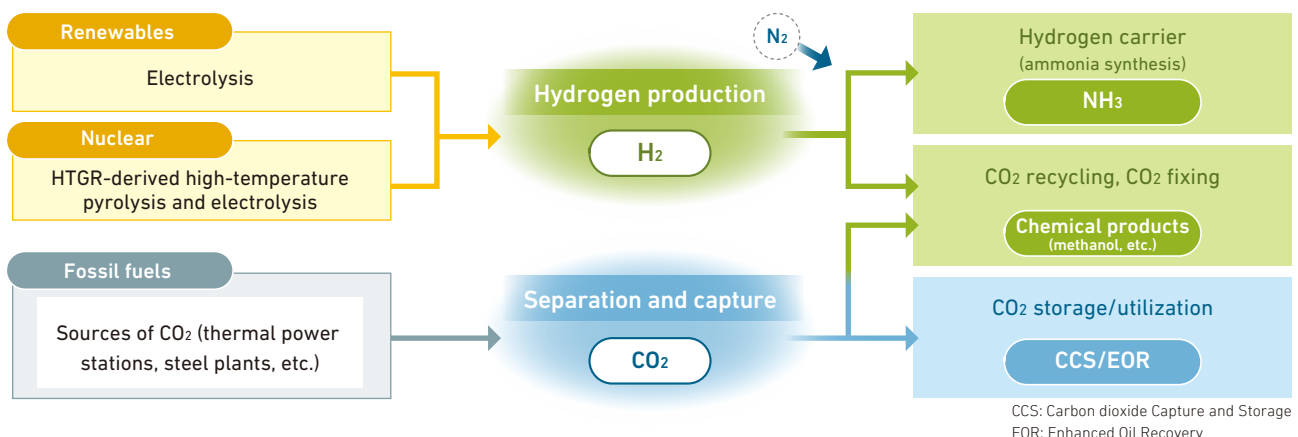 Renewables
Electrolysis
Nuclear
HTGR-derived high-temperature
pyrolysis and electrolysis
Fossil fuels
Sources of CO2 (thermal power
stations, steel plants, etc.)
Hydrogen production
H2
Separation and capture
CO2
N2
Hydrogen carrier
(ammonia synthesis)
NH3
CO2 recycling, CO2 fixing
Chemical products
(methanol, etc.)
CO2 storage/utilization
CCS/EOR
CCS: Carbon dioxide Capture and Storage
EOR: Enhanced Oil Recovery